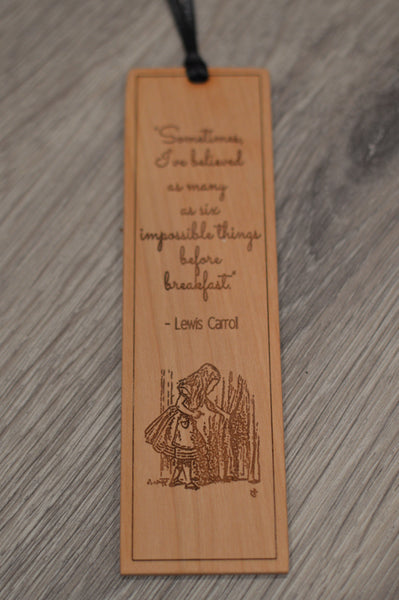 "Sometimes,
I've believed
as many
as six
impossible things
before
breakfast."
- Lewis Carrol